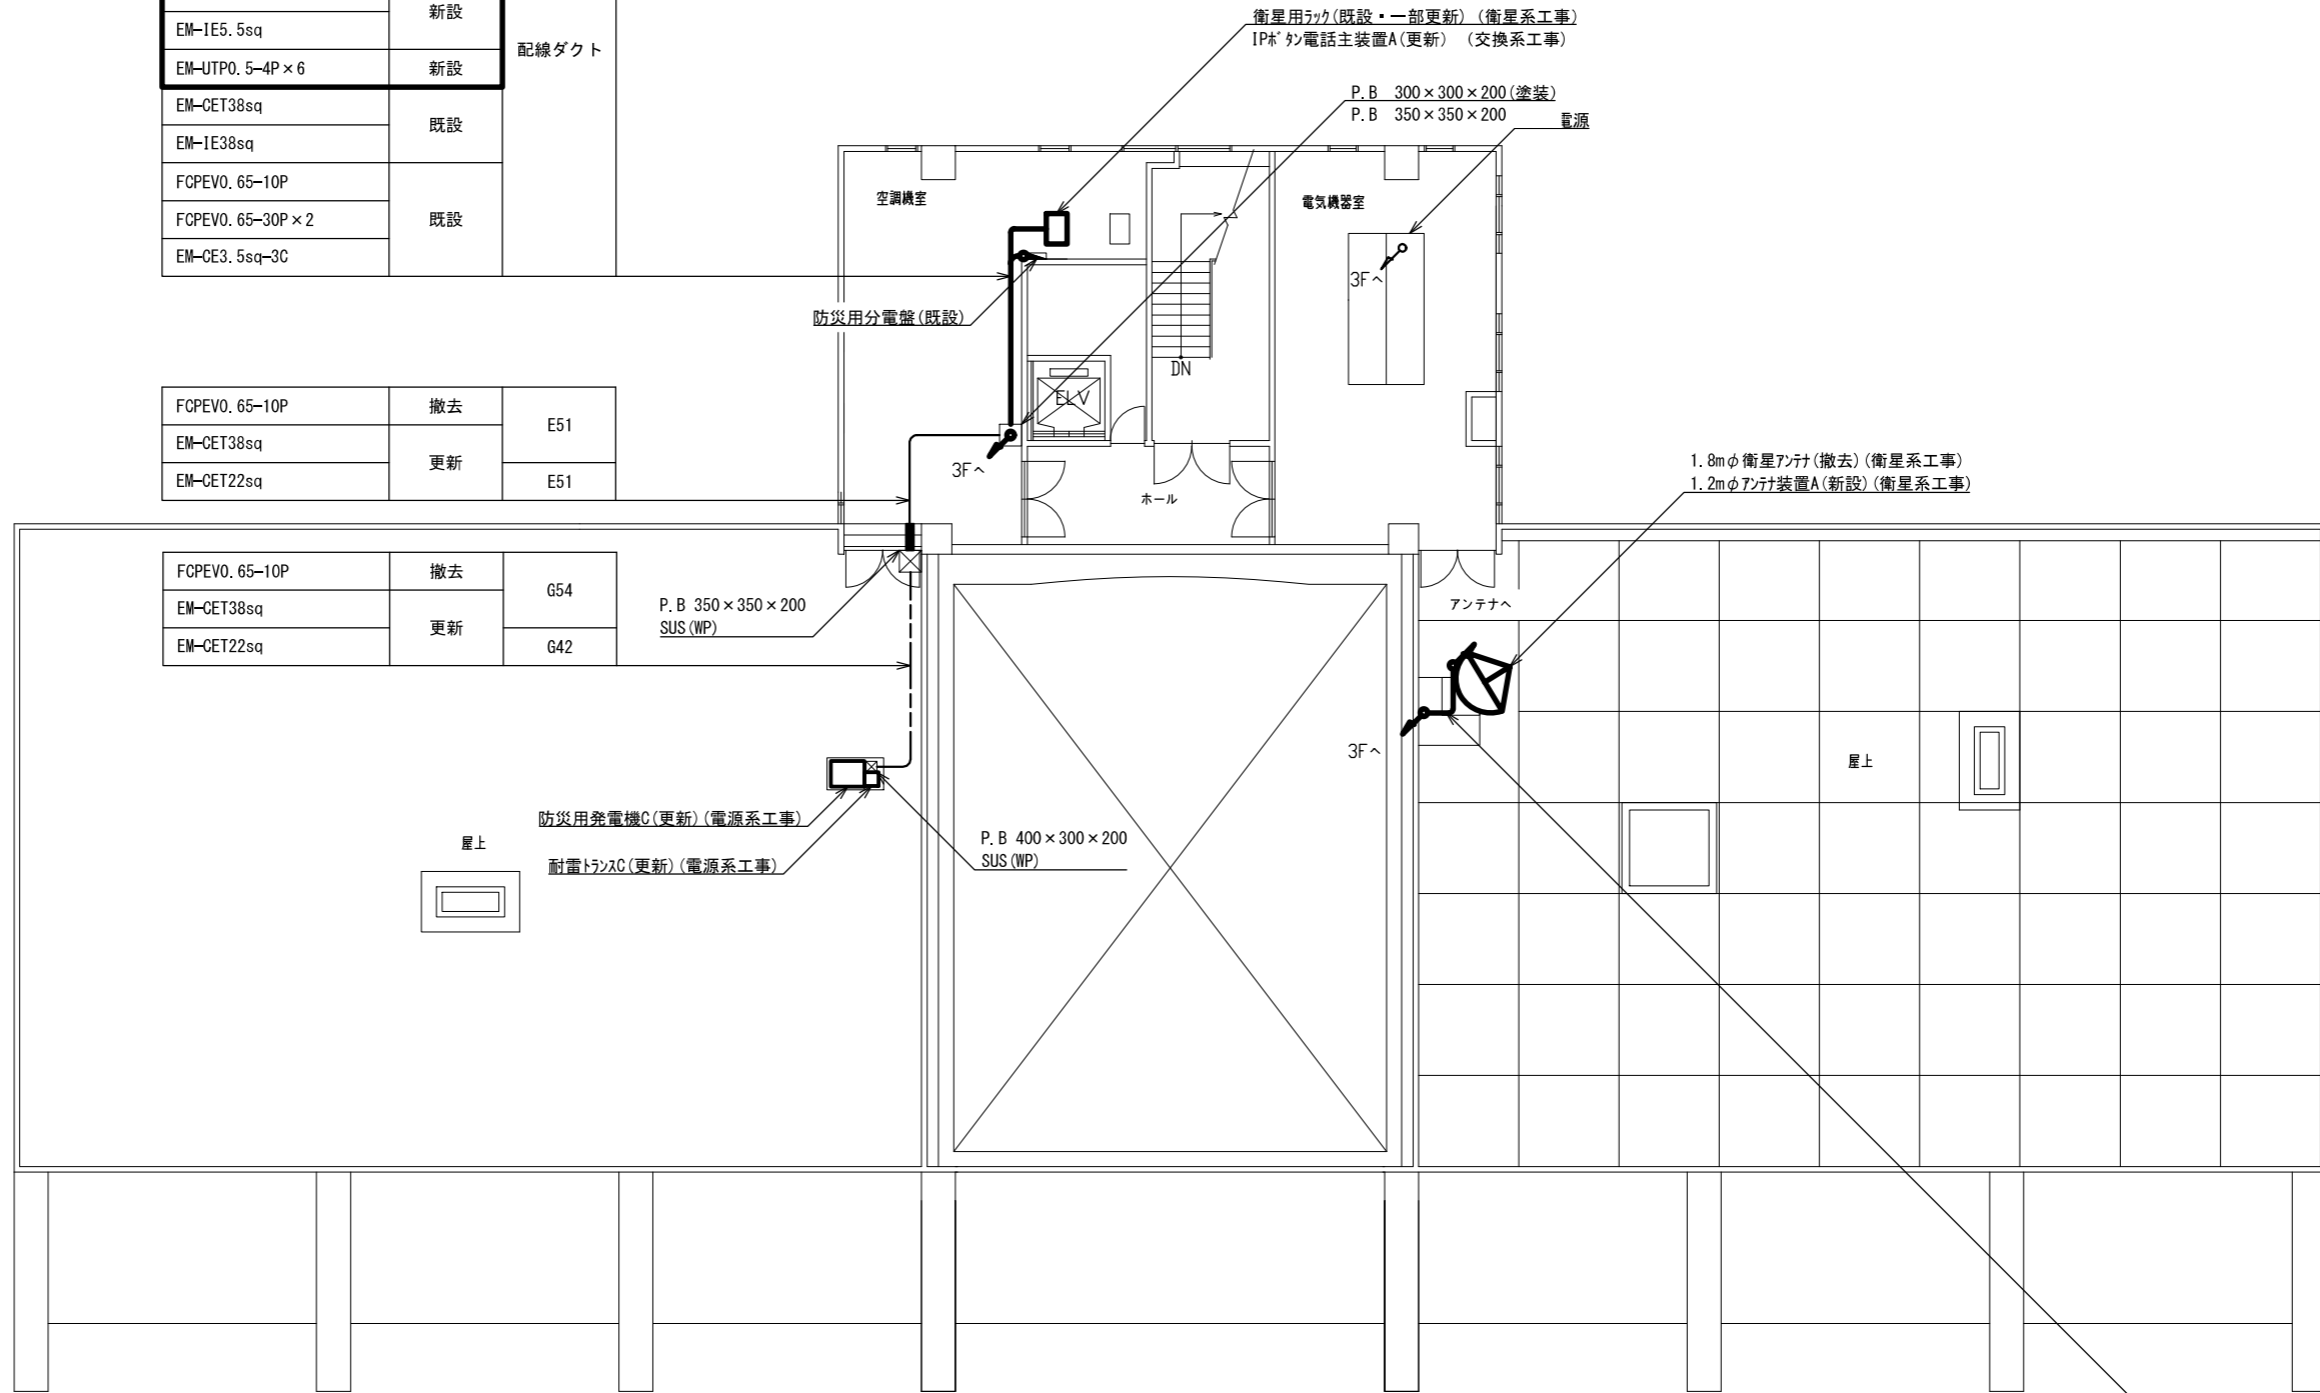 新設
EM-IE5.5sq
配線ダクト
EM-UTP0.5-4P×6 新設
EM-CET38sq
既設
EM-IE38sq
FCPEV0.65-10P
FCPEV0.65-30P×2 既設
EM-CE3.5sq-3C
衛星用ﾗｯｸ(既設・一部更新) (衛星系工事)
IPﾎﾞﾀﾝ電話主装置A(更新) (交換系工事)
P.B 300×300×200(塗装)
P.B 350×350×200
電源
空調機室
電気機器室
3Fへ
防災用分電盤(既設)
DN
ELV
3Fへ
ホール
FCPEV0.65-10P 撤去
E51
EM-CET38sq
更新
EM-CET22sq E51
1.8mφ衛星ｱﾝﾃﾅ(撤去)(衛星系工事)
1.2mφｱﾝﾃﾅ装置A(新設)(衛星系工事)
FCPEV0.65-10P 撤去
G54
EM-CET38sq
更新
EM-CET22sq G42
P.B 350×350×200
SUS(WP)
アンテナへ
3Fへ
屋上
防災用発電機C(更新)(電源系工事)
耐雷ﾄﾗﾝｽC(更新)(電源系工事)
P.B 400×300×200
SUS(WP)
屋上